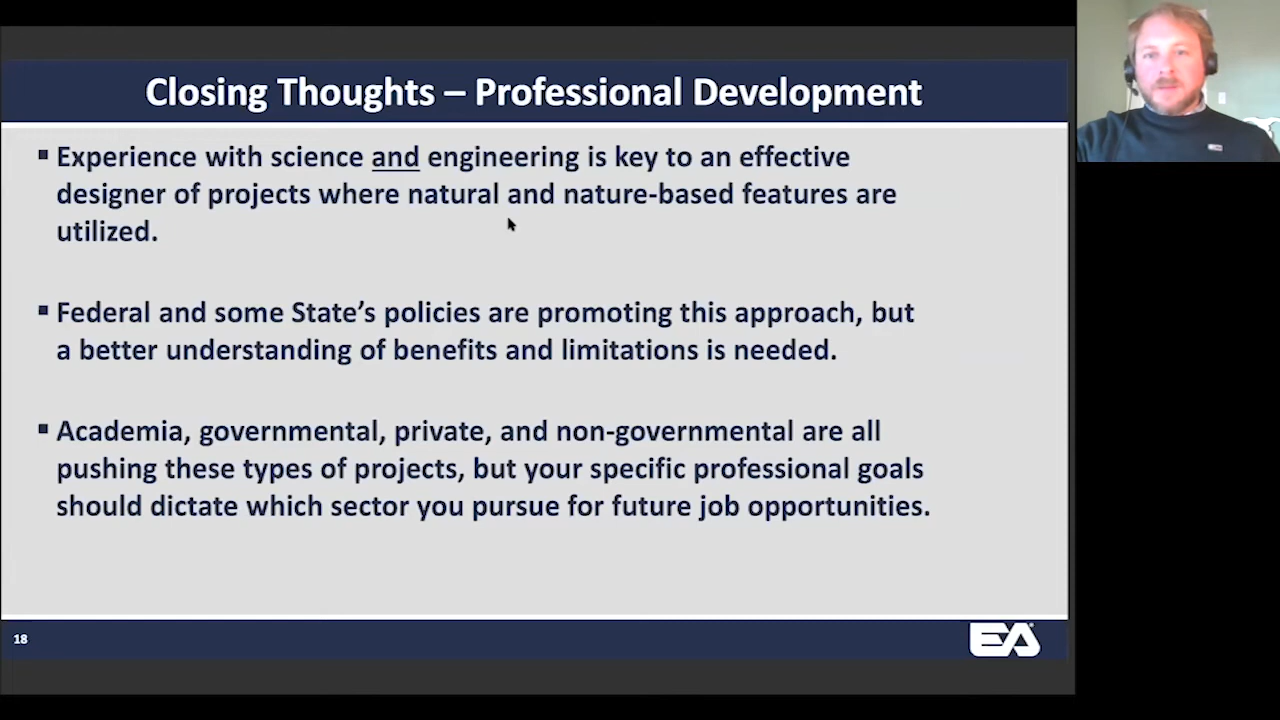 Closing Thoughts – Professional Development
▪ Experience with science and engineering is key to an effective
designer of projects where natural and nature-based features are
utilized.
▪ Federal and some State's policies are promoting this approach, but
a better understanding of benefits and limitations is needed.
▪ Academia, governmental, private, and non-governmental are all
pushing these types of projects, but your specific professional goals
should dictate which sector you pursue for future job opportunities.
18
EA